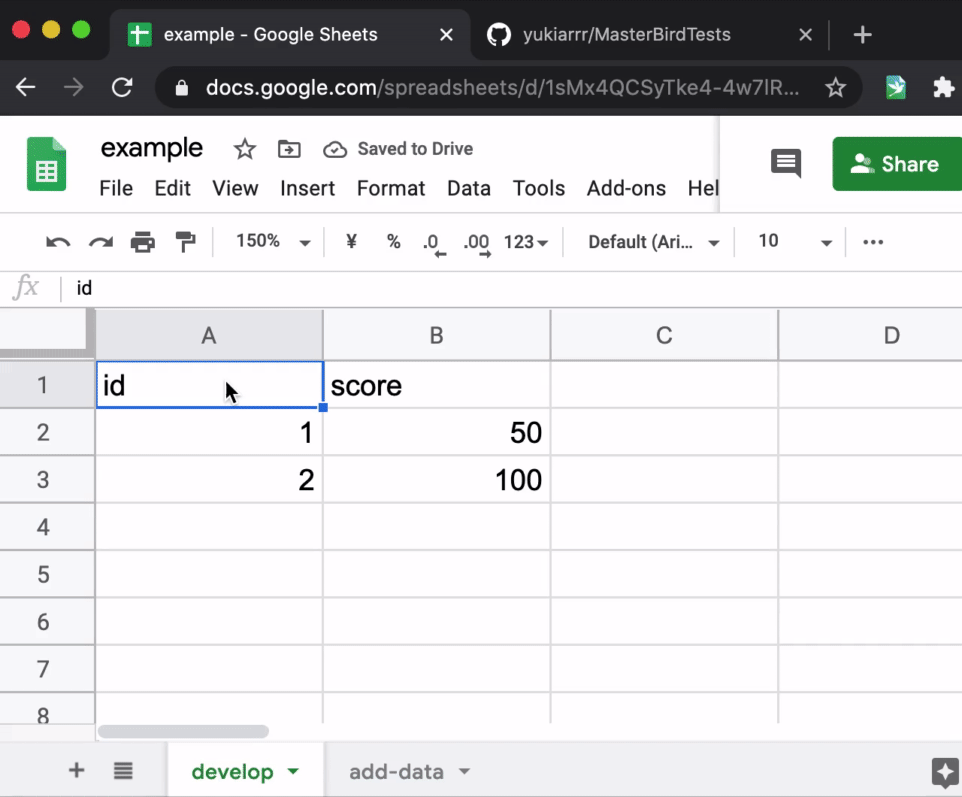 example - Google Sheets
yukiarrr/MasterBirdTests
docs.google.com/spreadsheets/d/1sMx4QCSyTke4-4w7lR...
example Saved to Drive
File Edit View Insert Format Data Tools Add-ons Hel
Share
150% ¥ % .0 .00 123 Default (Ari... 10
fx id
A B C D
1 id score
2 1 50
3 2 100
4
5
6
7
8
develop add-data